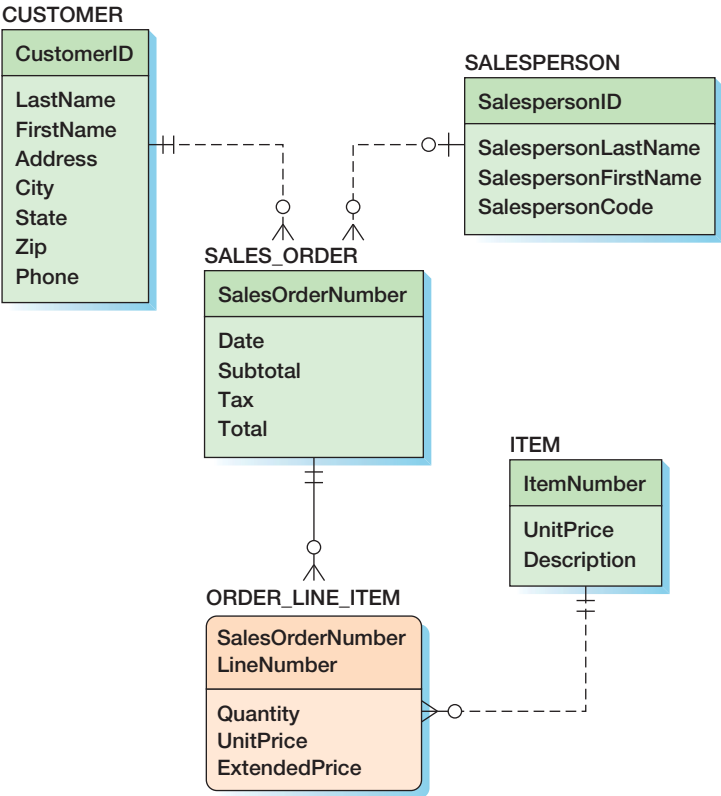 CUSTOMER
CustomerID
LastName
FirstName
Address
City
State
Zip
Phone
SALESPERSON
SalespersonID
SalespersonLastName
SalespersonFirstName
SalespersonCode
SALES_ORDER
SalesOrderNumber
Date
Subtotal
Tax
Total
ITEM
ItemNumber
UnitPrice
Description
ORDER_LINE_ITEM
SalesOrderNumber
LineNumber
Quantity
UnitPrice
ExtendedPrice